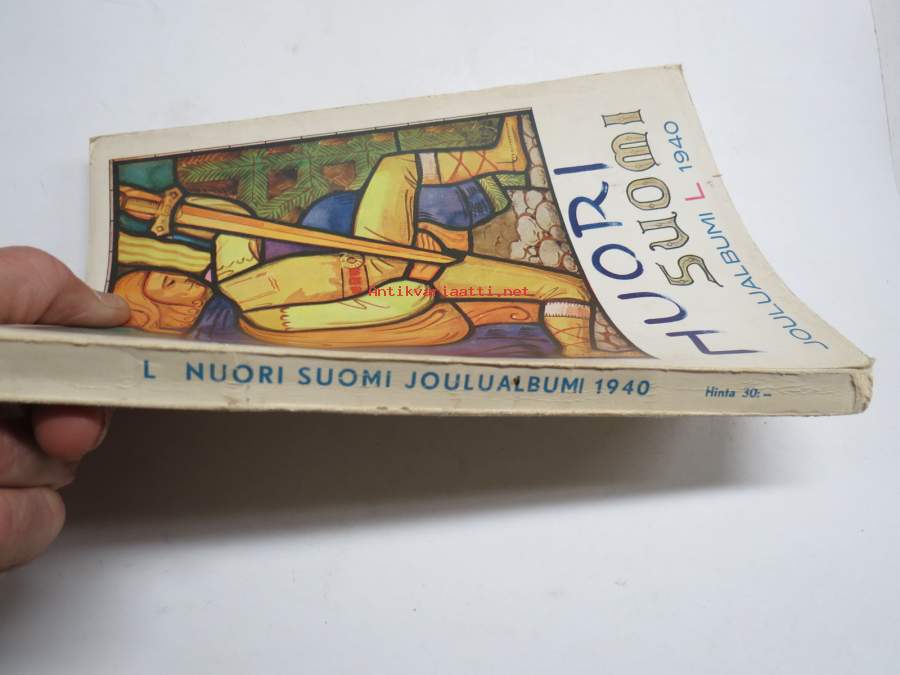 NUORI
SUOMI
JOULUALBUMI L 1940
Antikvariaatti.net
L NUORI SUOMI JOULUALBUMI 1940 Hinta 30:-